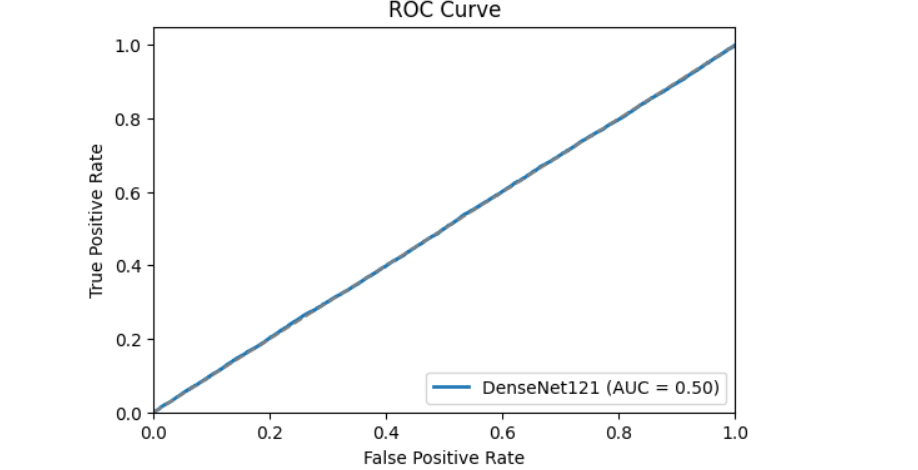 ROC Curve
True Positive Rate
1.0
0.8
0.6
0.4
0.2
0.0
DenseNet121 (AUC = 0.50)
0.0 0.2 0.4 0.6 0.8 1.0
False Positive Rate